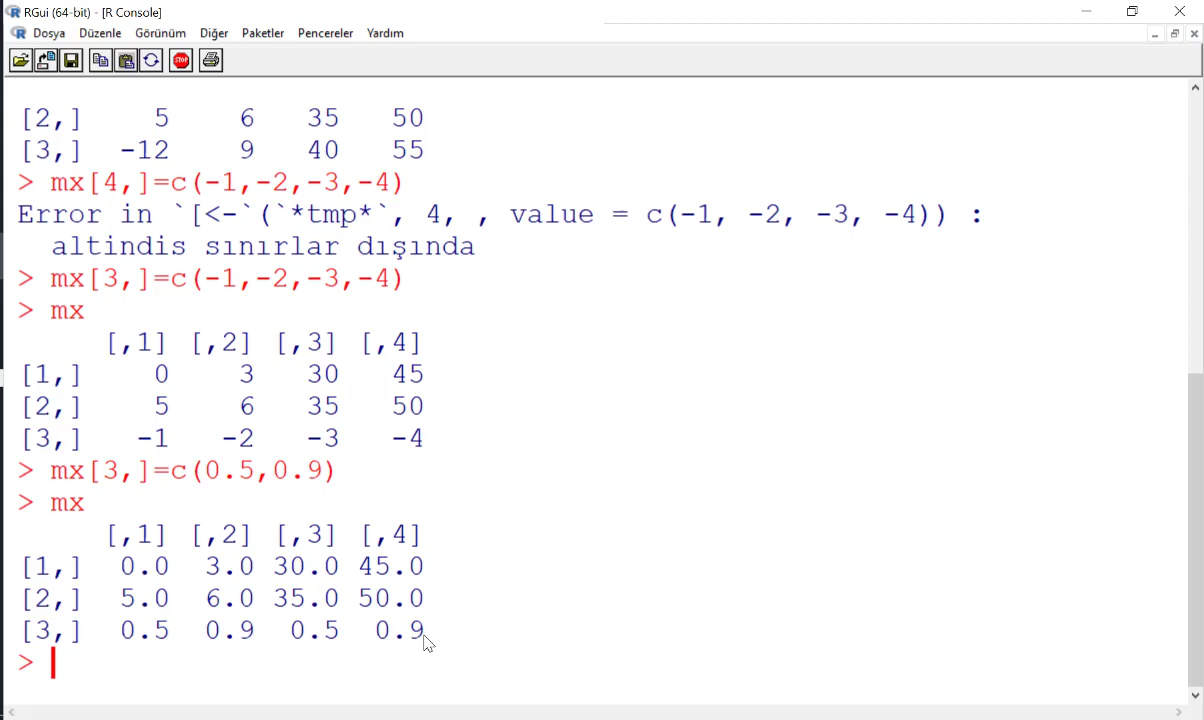 RGui (64-bit) - [R Console]
Dosya Düzenle Görünüm Diğer Paketler Pencereler Yardım
STOP
[2,] 5 6 35 50
[3,] -12 9 40 55
> mx[4,]=c(-1,-2,-3,-4)
Error in `[<-`(`*tmp*`, 4, , value = c(-1, -2, -3, -4)) :
altindis sınırlar dışında
> mx[3,]=c(-1,-2,-3,-4)
> mx
[,1] [,2] [,3] [,4]
[1,] 0 3 30 45
[2,] 5 6 35 50
[3,] -1 -2 -3 -4
> mx[3,]=c(0.5,0.9)
> mx
[,1] [,2] [,3] [,4]
[1,] 0.0 3.0 30.0 45.0
[2,] 5.0 6.0 35.0 50.0
[3,] 0.5 0.9 0.5 0.9
>